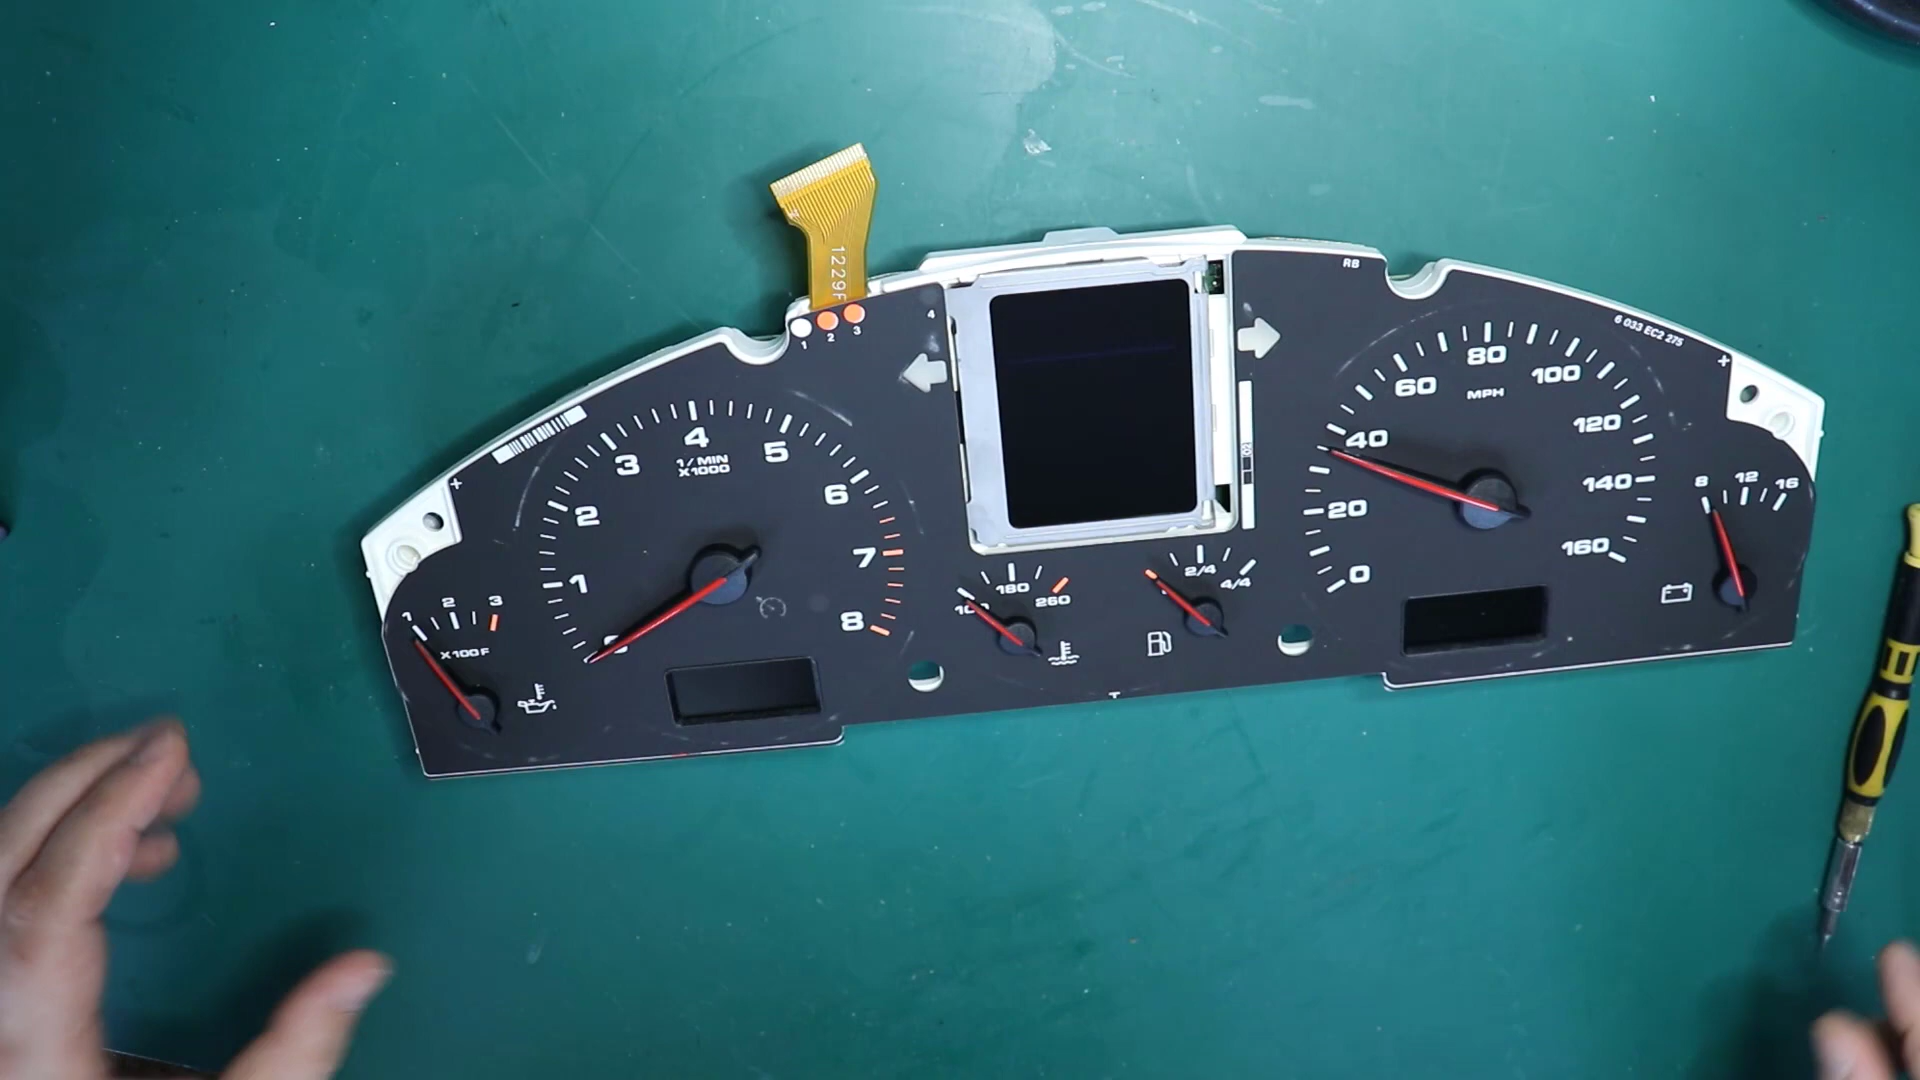 1229F
1 2 3
4
RB
6 033 EC2 275
+
+
1 2 3
X100F
0 1 2 3 4 5 6 7 8
1/MIN
X1000
180
260
2/4
4/4
0 20 40 60 80 100 120 140 160
MPH
8 12 16
T